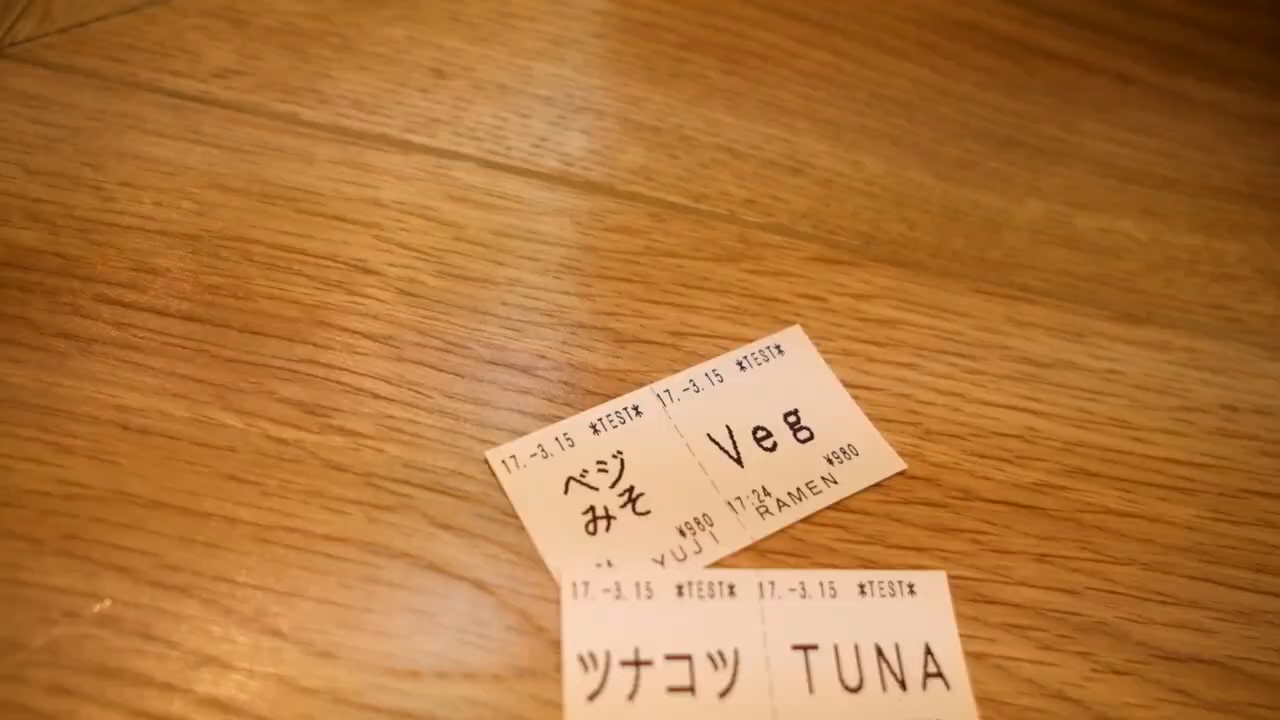 17.-3.15 *TEST*
ベジ
みそ
¥980
YUJI
17.-3.15 *TEST*
Veg
¥980
17:24
RAMEN
17.-3.15 *TEST*
ツナコツ
17.-3.15 *TEST*
TUNA